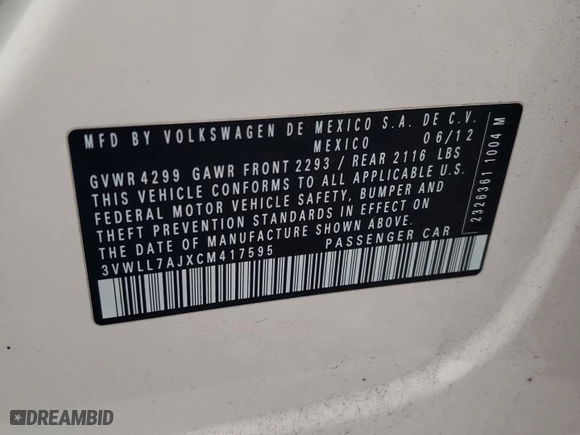 MFD BY VOLKSWAGEN DE MEXICO S.A. DE C.V.
MEXICO 06/12
GVWR 4299 GAWR FRONT 2293 / REAR 2116 LBS
THIS VEHICLE CONFORMS TO ALL APPLICABLE U.S.
FEDERAL MOTOR VEHICLE SAFETY, BUMPER AND
THEFT PREVENTION STANDARDS IN EFFECT ON
THE DATE OF MANUFACTURE SHOWN ABOVE.
3VWLL7AJXCM417595 PASSENGER CAR
2326361 1004 M
DREAMBID